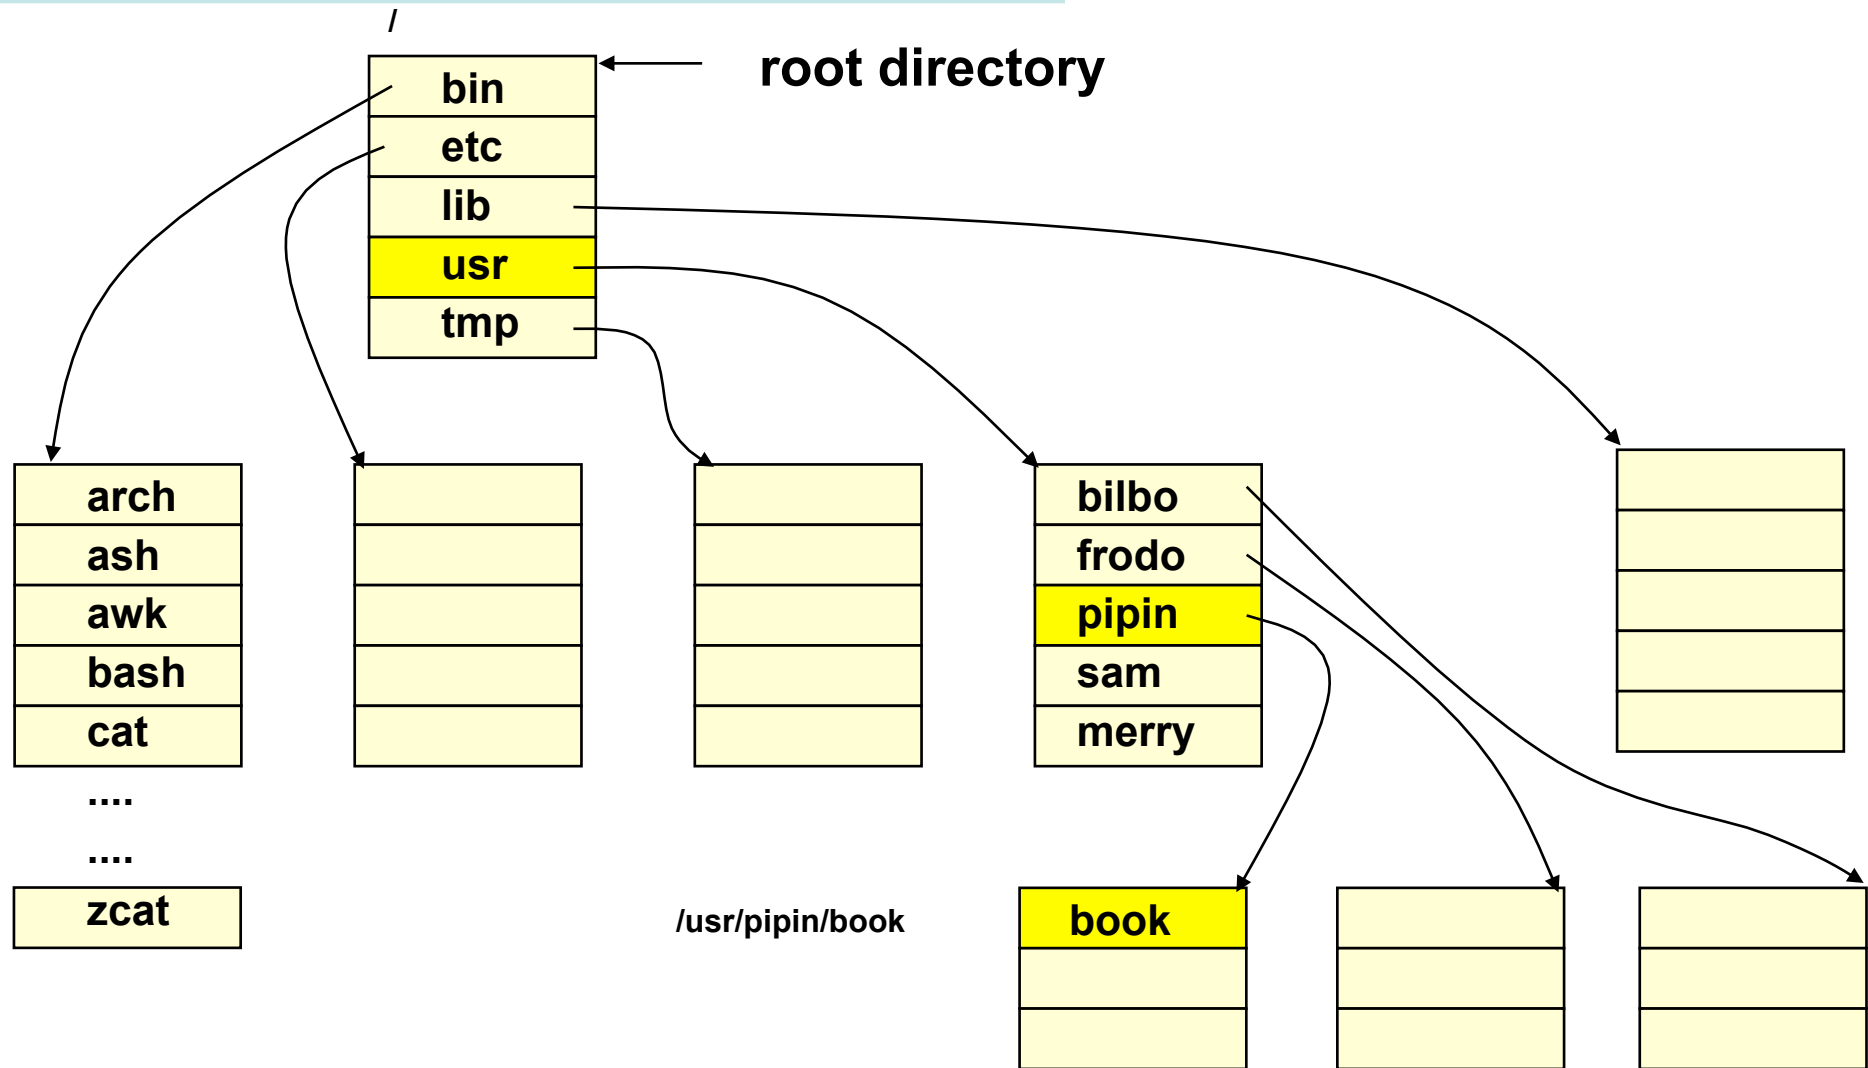 /
root directory
bin
etc
lib
usr
tmp
arch
ash
awk
bash
cat
....
....
zcat
bilbo
frodo
pipin
sam
merry
/usr/pipin/book
book